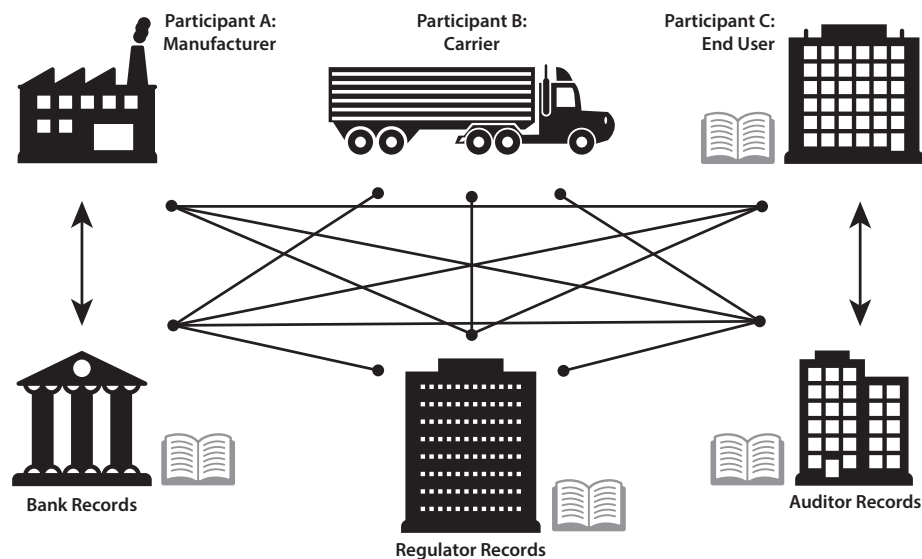 Participant A:
Manufacturer
Participant B:
Carrier
Participant C:
End User
Bank Records
Regulator Records
Auditor Records